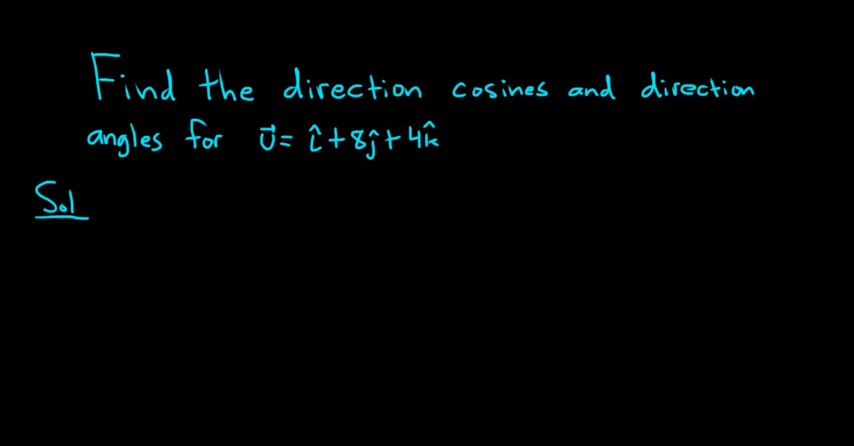 Find the direction cosines and direction
angles for u⃗ = î + 8ĵ + 4k̂
Sol